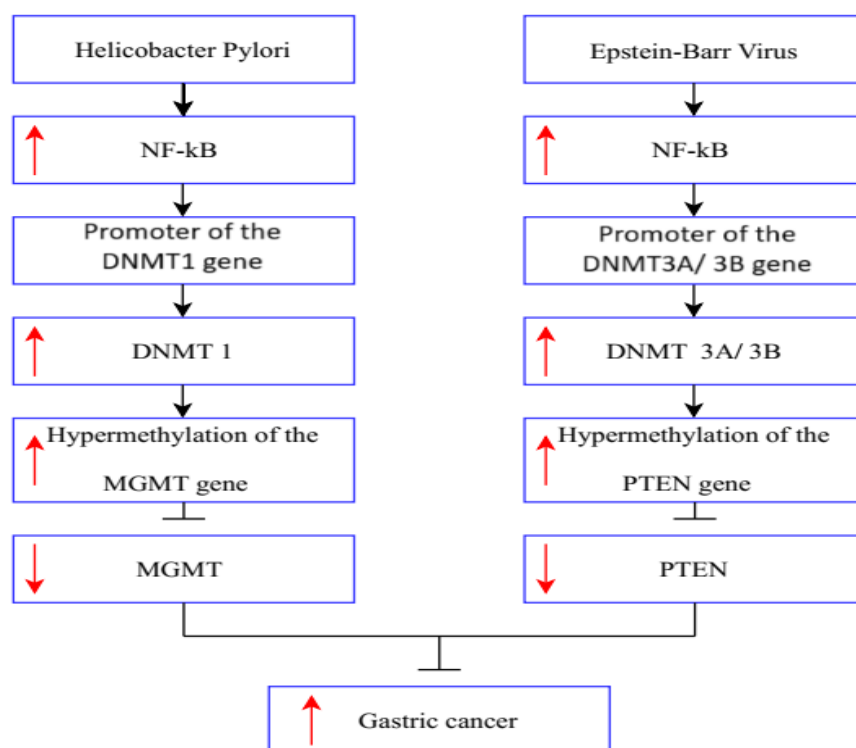 Helicobacter Pylori
NF-kB
Promoter of the
DNMT1 gene
DNMT 1
Hypermethylation of the
MGMT gene
MGMT
Epstein-Barr Virus
NF-kB
Promoter of the
DNMT3A/ 3B gene
DNMT 3A/ 3B
Hypermethylation of the
PTEN gene
PTEN
Gastric cancer